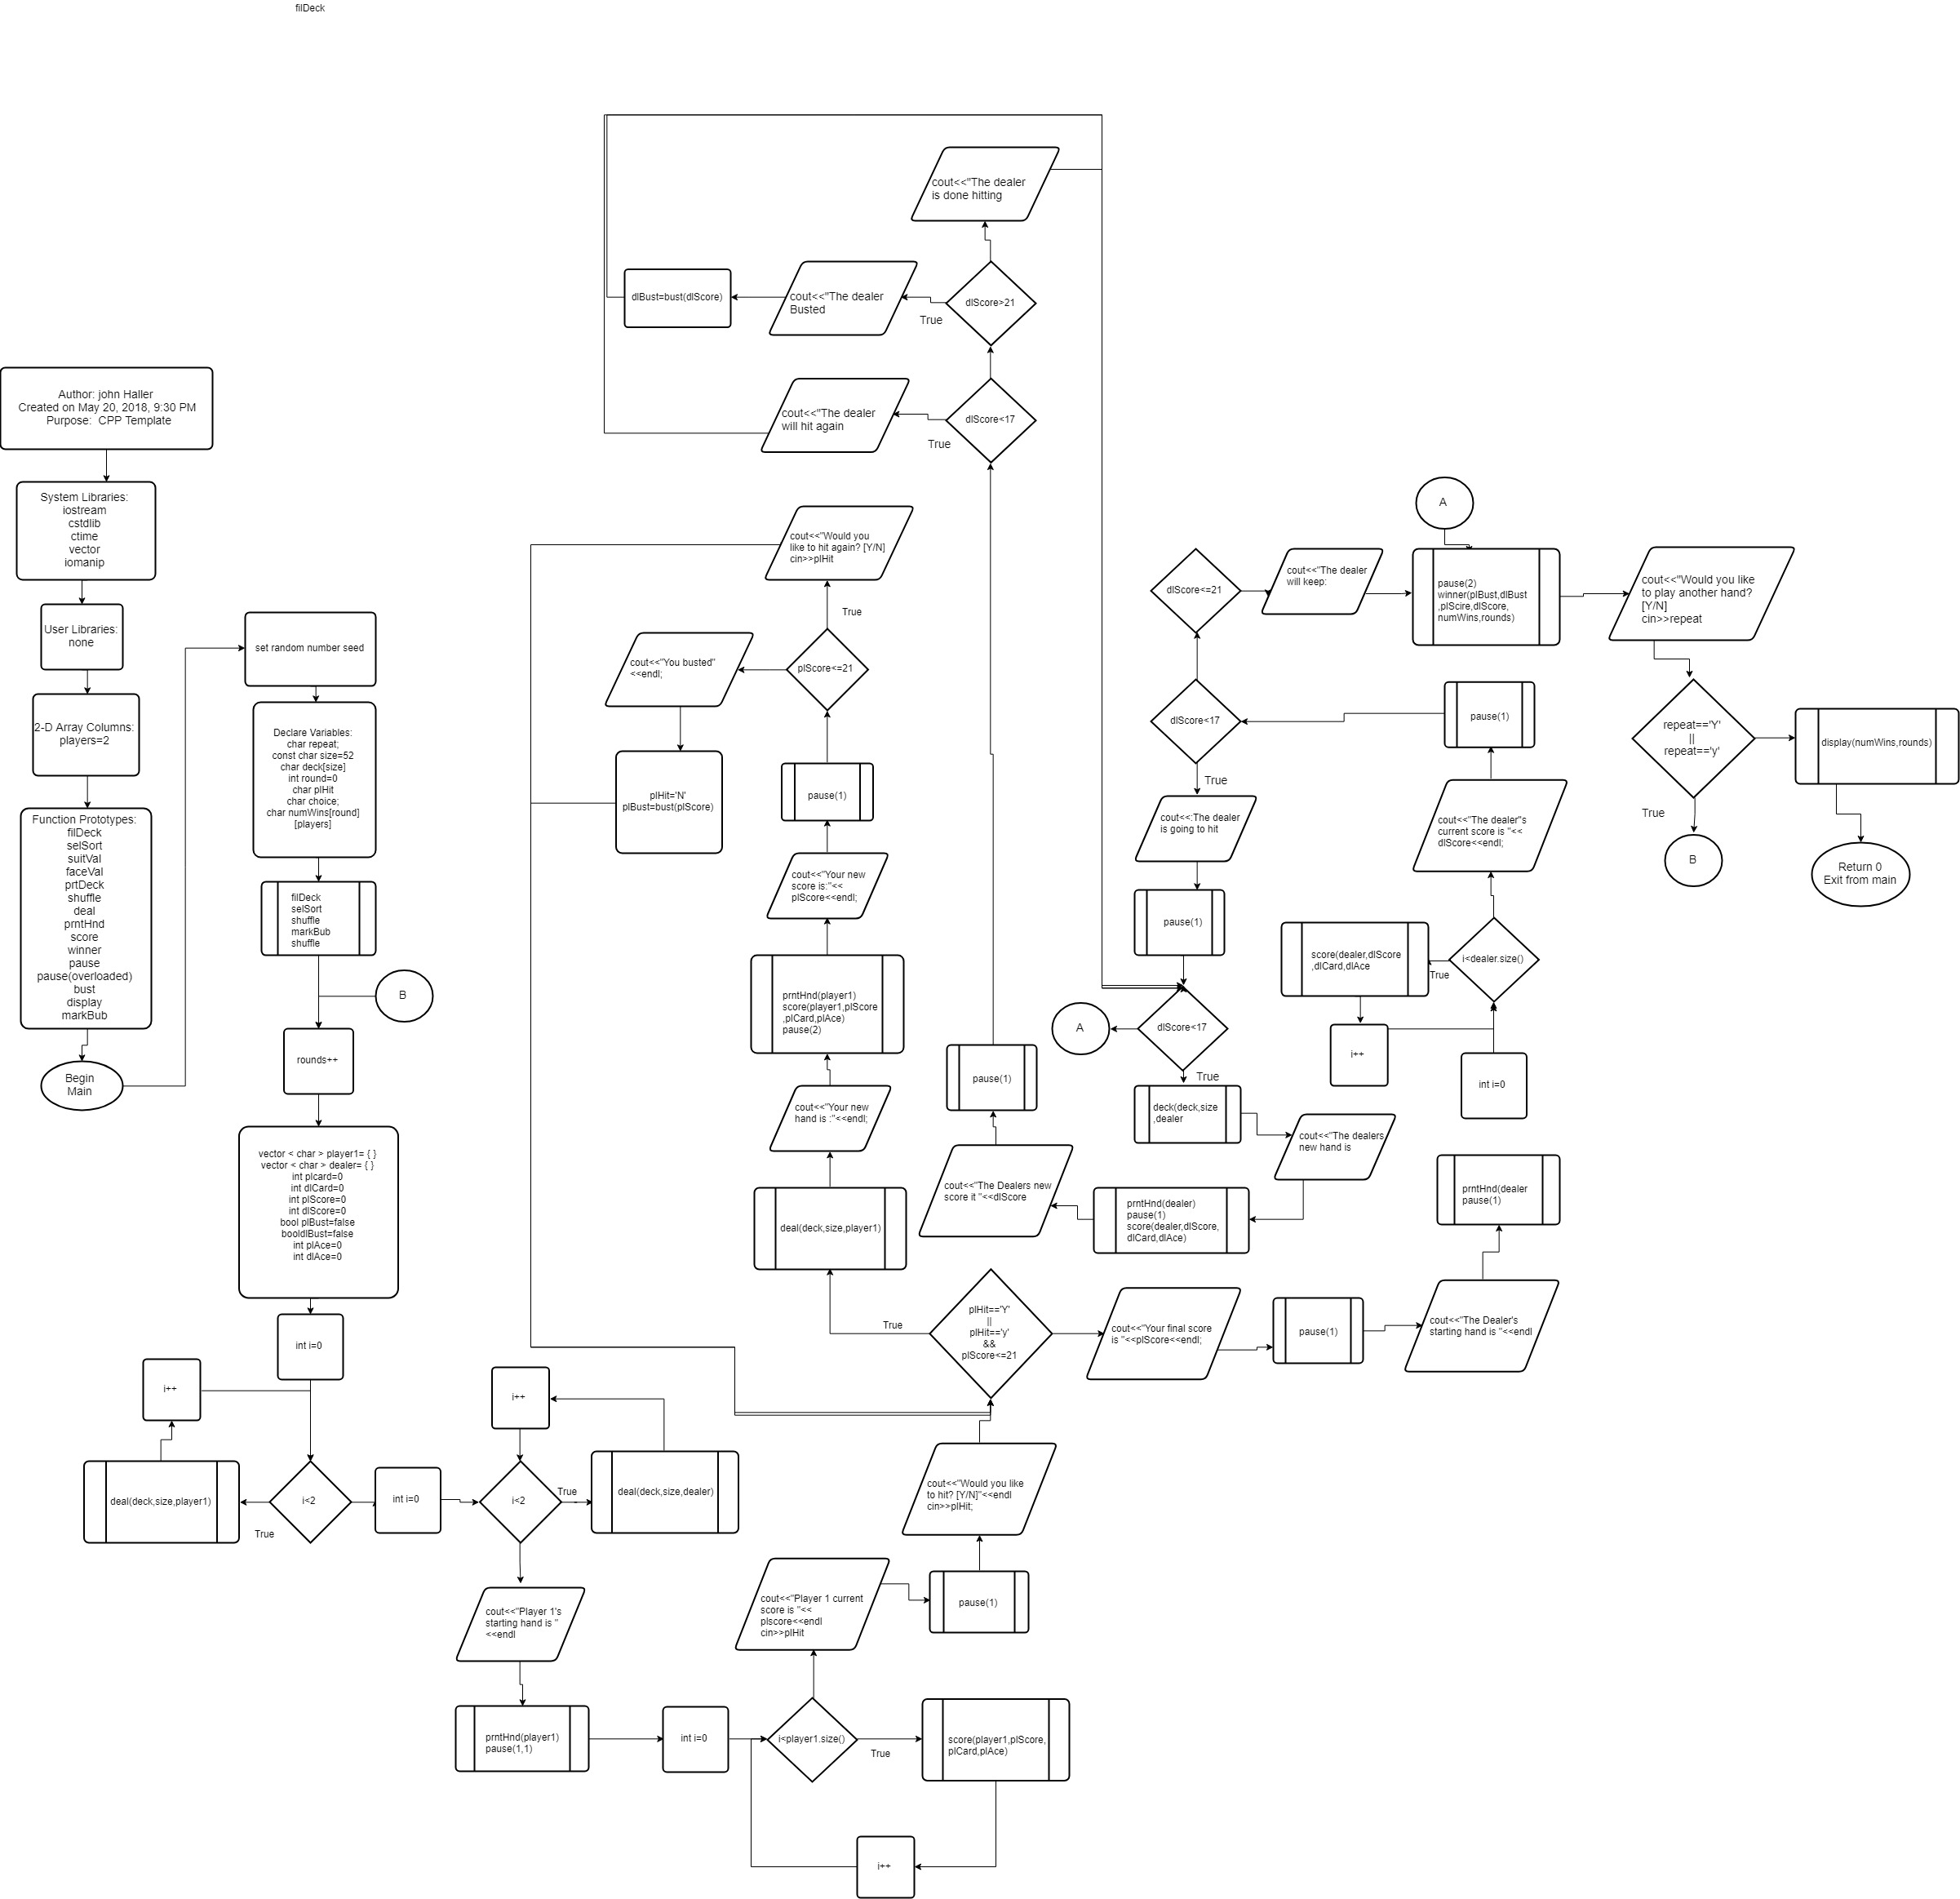 filDeck
Author: john Haller
Created on May 20, 2018, 9:30 PM
Purpose:  CPP Template
System Libraries:
iostream
cstdlib
ctime
vector
iomanip
User Libraries:
none
2-D Array Columns:
players=2
Function Prototypes:
filDeck
selSort
suitVal
faceVal
prtDeck
shuffle
deal
prntHnd
score
winner
pause
pause(overloaded)
bust
display
markBub
Begin
Main
set random number seed
Declare Variables:
char repeat;
const char size=52
char deck[size]
int round=0
char plHit
char choice;
char numWins[round]
[players]
filDeck
selSort
shuffle
markBub
shuffle
B
rounds++
vector < char > player1= { }
vector < char > dealer= { }
int plcard=0
int dlCard=0
int plScore=0
int dlScore=0
bool plBust=false
booldlBust=false
int plAce=0
int dlAce=0
int i=0
i++
deal(deck,size,player1)
i<2
True
int i=0
i++
i<2
True
deal(deck,size,dealer)
cout<<"Player 1's
starting hand is "
<<endl
prntHnd(player1)
pause(1,1)
int i=0
i<player1.size()
True
score(player1,plScore,
plCard,plAce)
i++
cout<<"Player 1 current
score is "<<
plscore<<endl
cin>>plHit
pause(1)
cout<<"Would you like
to hit? [Y/N]"<<endl
cin>>plHit;
plHit=='Y'
||
plHit=='y'
&&
plScore<=21
True
deal(deck,size,player1)
cout<<"Your new
hand is :"<<endl;
prntHnd(player1)
score(player1,plScore
,plCard,plAce)
pause(2)
cout<<"Your new
score is:"<<
plScore<<endl;
pause(1)
plScore<=21
True
cout<<"Would you
like to hit again? [Y/N]
cin>>plHit
cout<<"You busted"
<<endl;
plHit='N'
plBust=bust(plScore)
cout<<"Your final score
is "<<plScore<<endl;
pause(1)
cout<<"The Dealer's
starting hand is "<<endl
prntHnd(dealer
pause(1)
int i=0
i<dealer.size()
True
score(dealer,dlScore
,dlCard,dlAce
i++
cout<<"The dealer"s
current score is "<<
dlScore<<endl;
pause(1)
dlScore<17
True
dlScore<=21
cout<<"The dealer
will keep:
cout<<:The dealer
is going to hit
pause(1)
dlScore<17
True
A
deck(deck,size
,dealer
cout<<"The dealers
new hand is
prntHnd(dealer)
pause(1)
score(dealer,dlScore,
dlCard,dlAce)
cout<<"The Dealers new
score it "<<dlScore
pause(1)
dlScore<17
True
cout<<"The dealer
will hit again
dlScore>21
True
cout<<"The dealer
Busted
dlBust=bust(dlScore)
cout<<"The dealer
is done hitting
A
pause(2)
winner(plBust,dlBust
,plScire,dlScore,
numWins,rounds)
cout<<"Would you like
to play another hand?
[Y/N]
cin>>repeat
repeat=='Y'
||
repeat=='y'
True
B
display(numWins,rounds)
Return 0
Exit from main